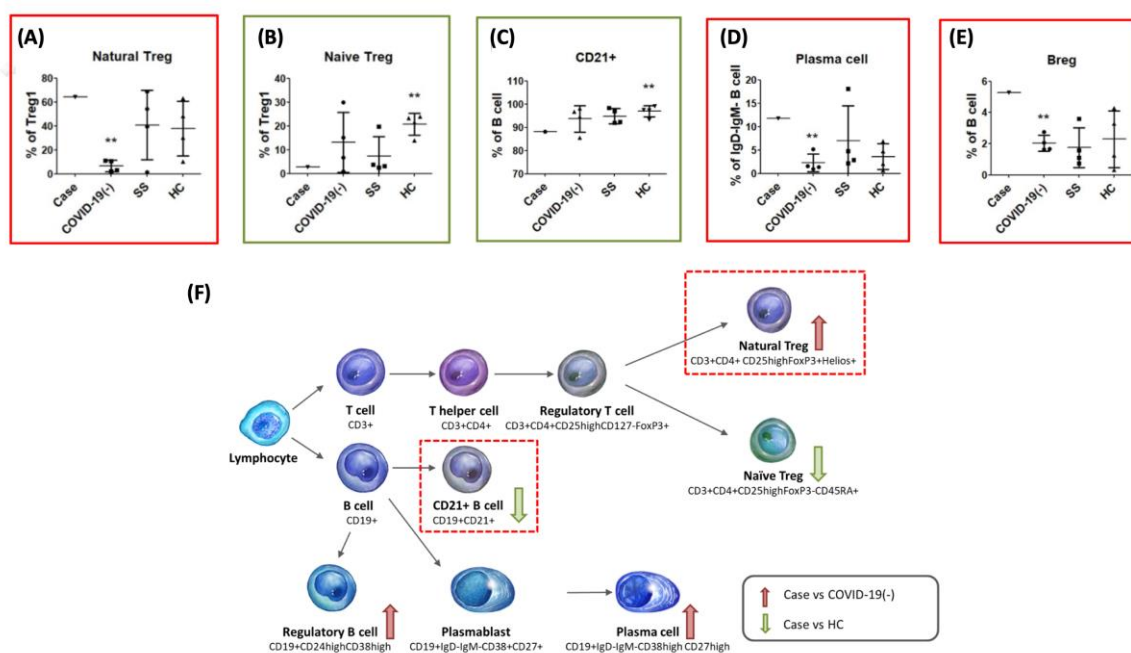 (A)
Natural Treg
% of Treg1
80
60
40
20
0
**
Case
COVID-19(-)
SS
HC
(B)
Naive Treg
% of Treg1
40
30
20
10
0
**
Case
COVID-19(-)
SS
HC
(C)
CD21+
% of B cell
110
100
90
80
70
**
Case
COVID-19(-)
SS
HC
(D)
Plasma cell
% of IgD-IgM- B cell
20
15
10
5
0
**
Case
COVID-19(-)
SS
HC
(E)
Breg
% of B cell
6
4
2
0
**
Case
COVID-19(-)
SS
HC
(F)
Lymphocyte
T cell
CD3+
T helper cell
CD3+CD4+
Regulatory T cell
CD3+CD4+CD25highCD127-FoxP3+
Natural Treg
CD3+CD4+ CD25highFoxP3+Helios+
Naïve Treg
CD3+CD4+CD25highFoxP3-CD45RA+
B cell
CD19+
CD21+ B cell
CD19+CD21+
Regulatory B cell
CD19+CD24highCD38high
Plasmablast
CD19+IgD-IgM-CD38+CD27+
Plasma cell
CD19+IgD-IgM-CD38high CD27high
Case vs COVID-19(-)
Case vs HC